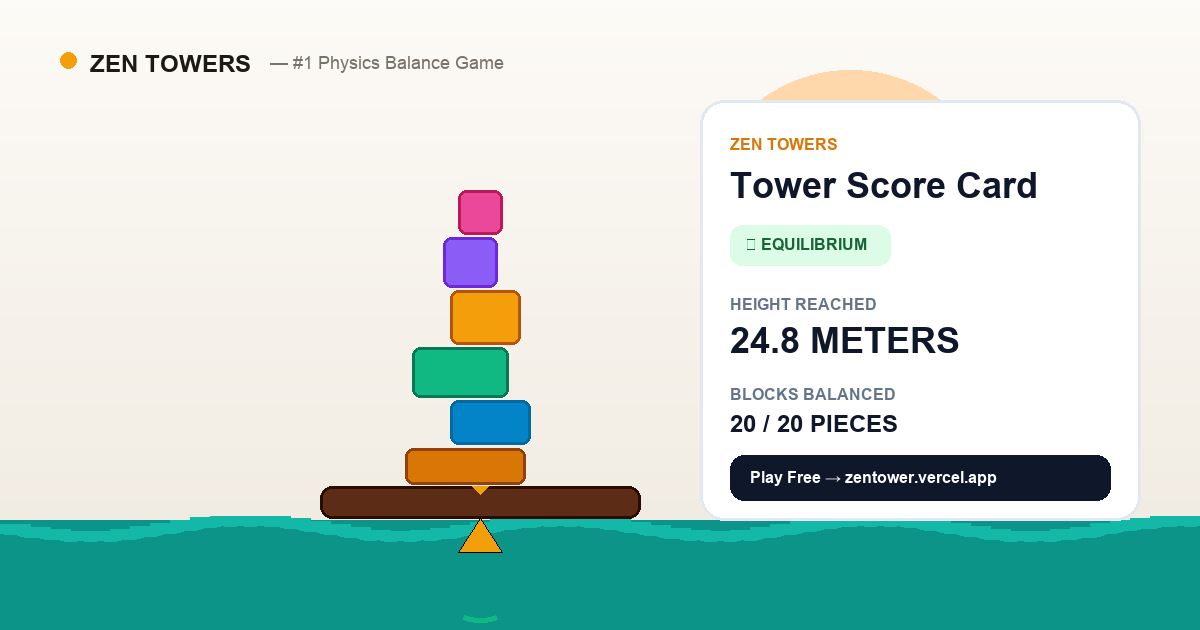 ZEN TOWERS — #1 Physics Balance Game
ZEN TOWERS
Tower Score Card
EQUILIBRIUM
HEIGHT REACHED
24.8 METERS
BLOCKS BALANCED
20 / 20 PIECES
Play Free → zentower.vercel.app